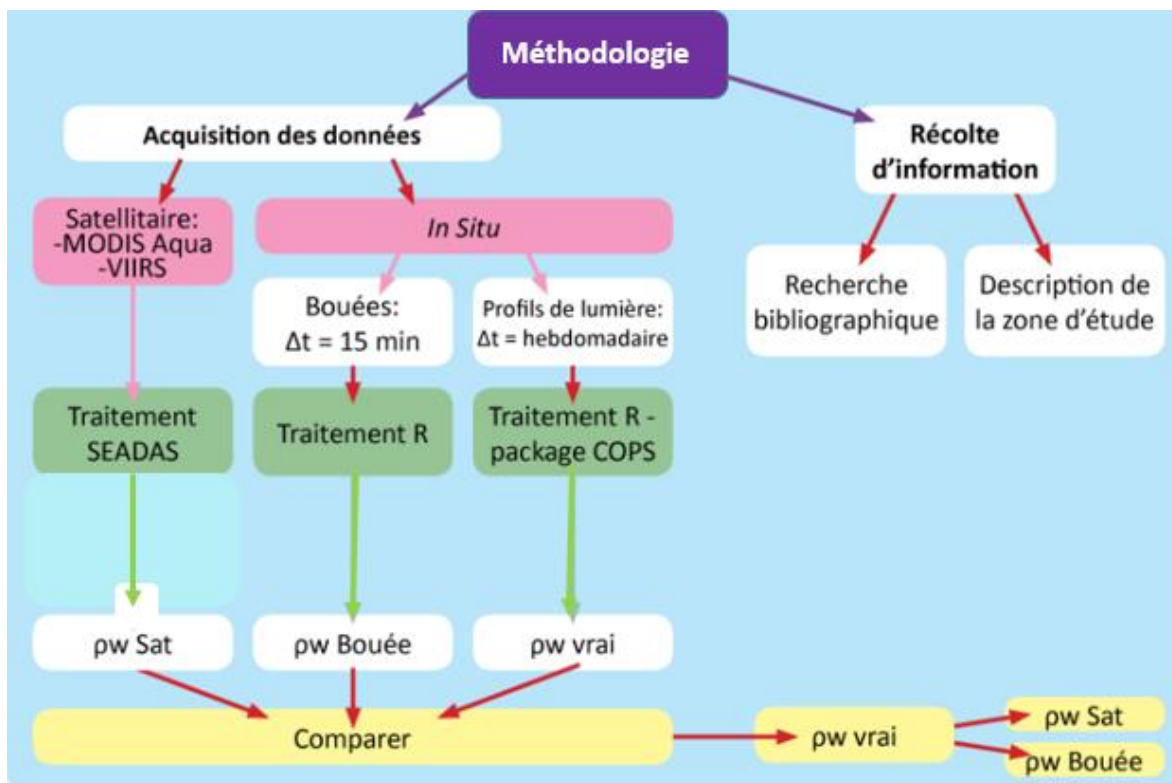 Méthodologie
Acquisition des données
Récolte
d'information
Satellitaire:
-MODIS Aqua
-VIIRS
In Situ
Bouées:
Δt = 15 min
Profils de lumière:
Δt = hebdomadaire
Recherche
bibliographique
Description de
la zone d'étude
Traitement
SEADAS
Traitement R
Traitement R -
package COPS
ρw Sat
ρw Bouée
ρw vrai
Comparer
ρw vrai
ρw Sat
ρw Bouée